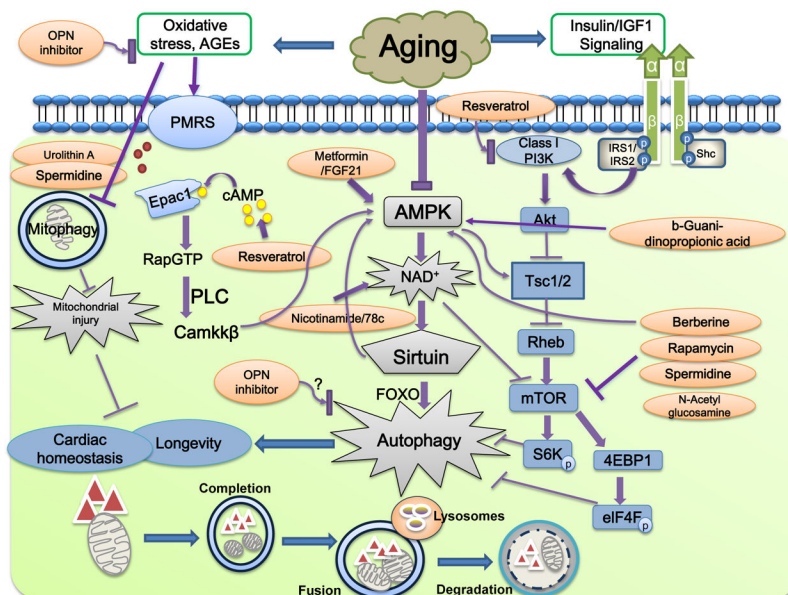 OPN
inhibitor
Oxidative
stress, AGEs
Aging
Insulin/IGF1
Signaling
α
α
β
β
PMRS
Resveratrol
Class I
PI3K
IRS1/
IRS2
p
p
p
p
Shc
Urolithin A
Spermidine
Mitophagy
Epac1
cAMP
Metformin
/FGF21
AMPK
Akt
b-Guani-
dinopropionic acid
RapGTP
Resveratrol
NAD+
Tsc1/2
Mitochondrial
injury
PLC
Camkkβ
Nicotinamide/78c
Sirtuin
Rheb
Berberine
Rapamycin
Spermidine
N-Acetyl
glucosamine
OPN
inhibitor
?
FOXO
mTOR
Cardiac
homeostasis
Longevity
Autophagy
S6K
p
4EBP1
eIF4F
p
Completion
Lysosomes
Fusion
Degradation